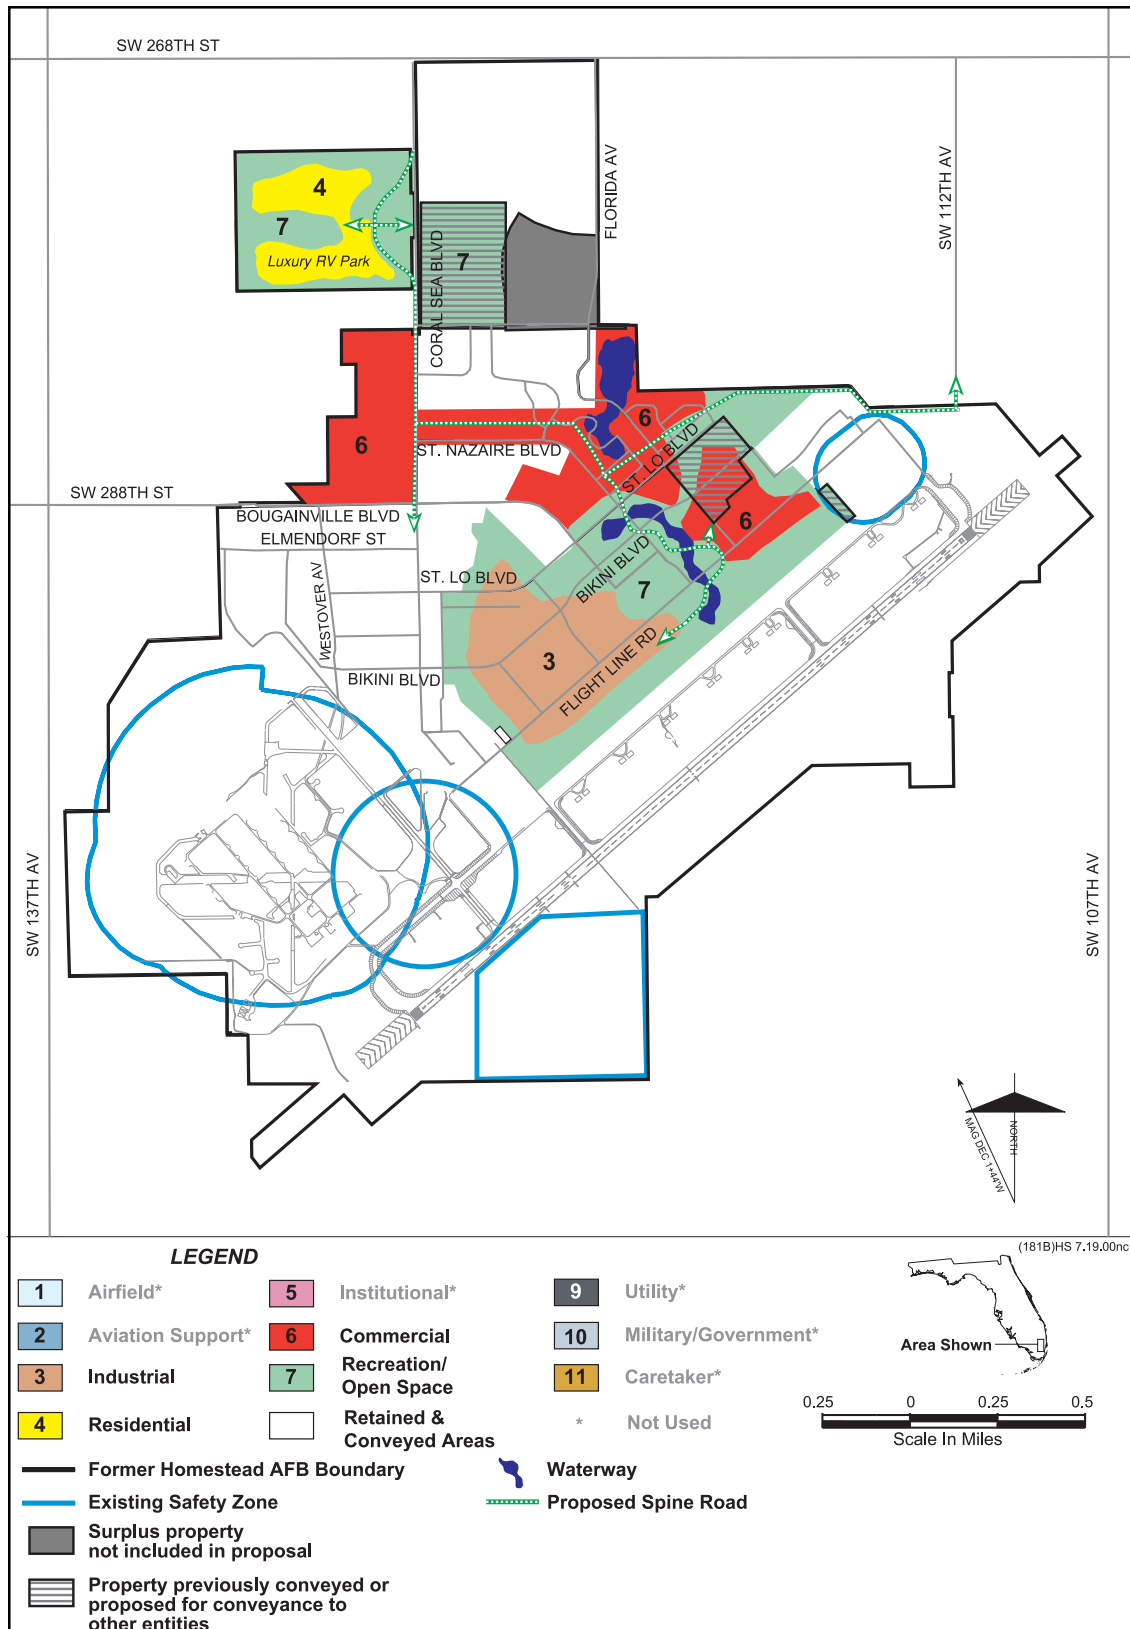 SW 268TH ST
FLORIDA AV
SW 112TH AV
4
7
Luxury RV Park
CORAL SEA BLVD
7
6
6
ST. NAZAIRE BLVD
ST. LO BLVD
SW 288TH ST
BOUGAINVILLE BLVD
ELMENDORF ST
6
ST. LO BLVD
BIKINI BLVD
7
WESTOVER AV
3
FLIGHT LINE RD
BIKINI BLVD
SW 137TH AV
SW 107TH AV
MAG DEC 1+44'W
NORTH
(181B)HS 7.19.00nc
LEGEND
1 Airfield*
2 Aviation Support*
3 Industrial
4 Residential
5 Institutional*
6 Commercial
7 Recreation/
Open Space
Retained &
Conveyed Areas
9 Utility*
10 Military/Government*
11 Caretaker*
* Not Used
Area Shown
0.25 0 0.25 0.5
Scale In Miles
Former Homestead AFB Boundary
Waterway
Existing Safety Zone
Proposed Spine Road
Surplus property
not included in proposal
Property previously conveyed or
proposed for conveyance to
other entities